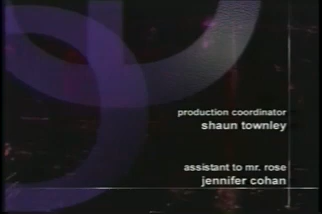 production coordinator
shaun townley
assistant to mr. rose
jennifer cohan